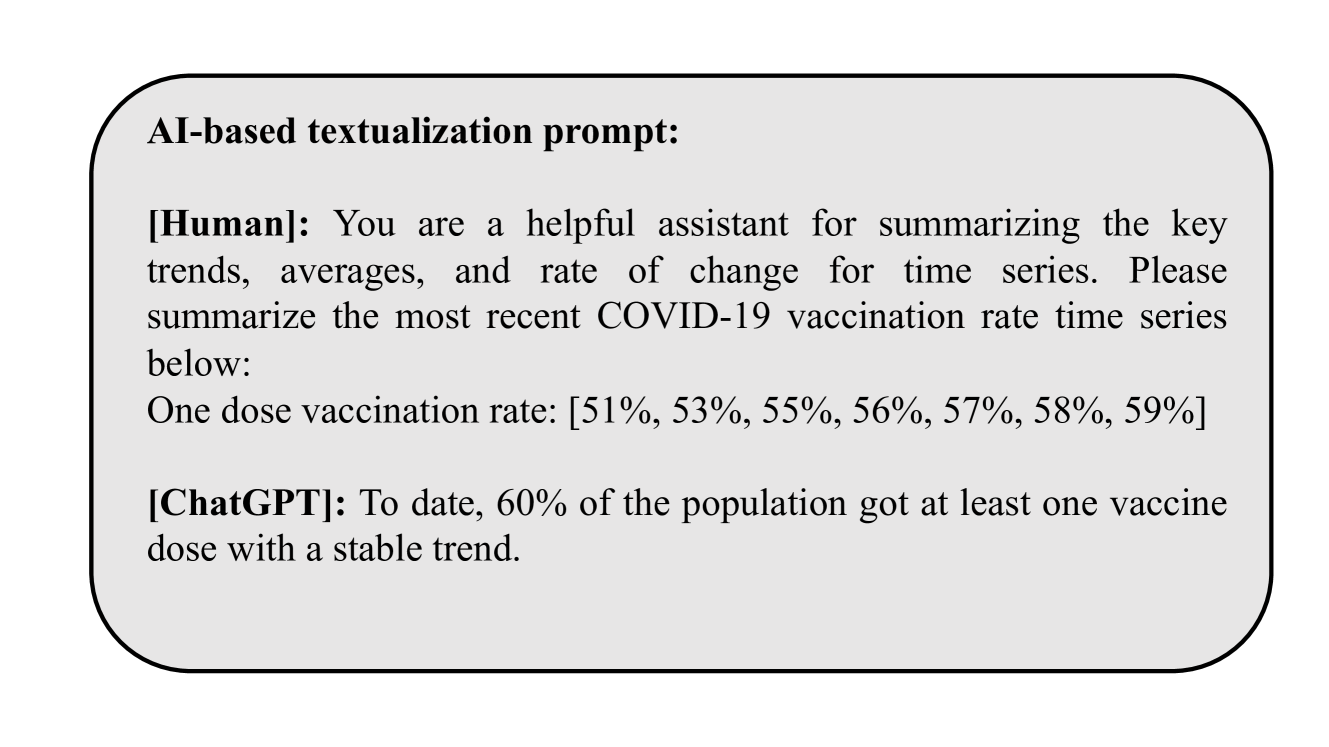 AI-based textualization prompt:
[Human]: You are a helpful assistant for summarizing the key
trends, averages, and rate of change for time series. Please
summarize the most recent COVID-19 vaccination rate time series
below:
One dose vaccination rate: [51%, 53%, 55%, 56%, 57%, 58%, 59%]
[ChatGPT]: To date, 60% of the population got at least one vaccine
dose with a stable trend.